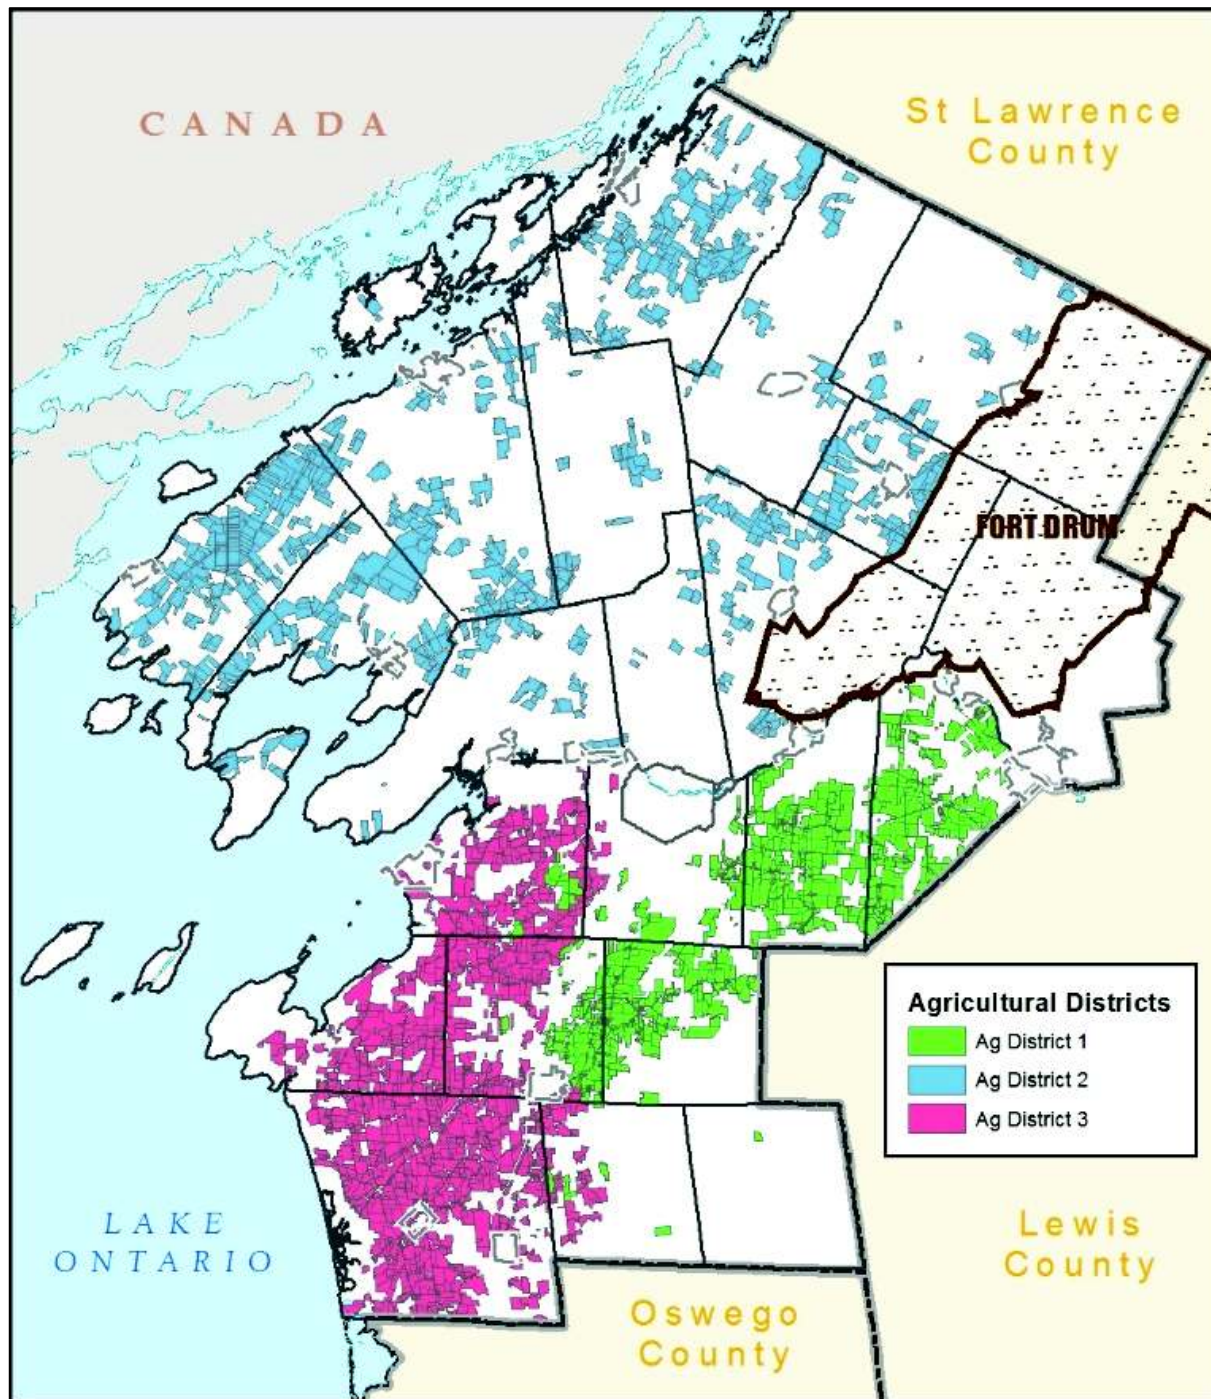 CANADA
St Lawrence
County
FORT DRUM
Agricultural Districts
Ag District 1
Ag District 2
Ag District 3
LAKE
ONTARIO
Lewis
County
Oswego
County